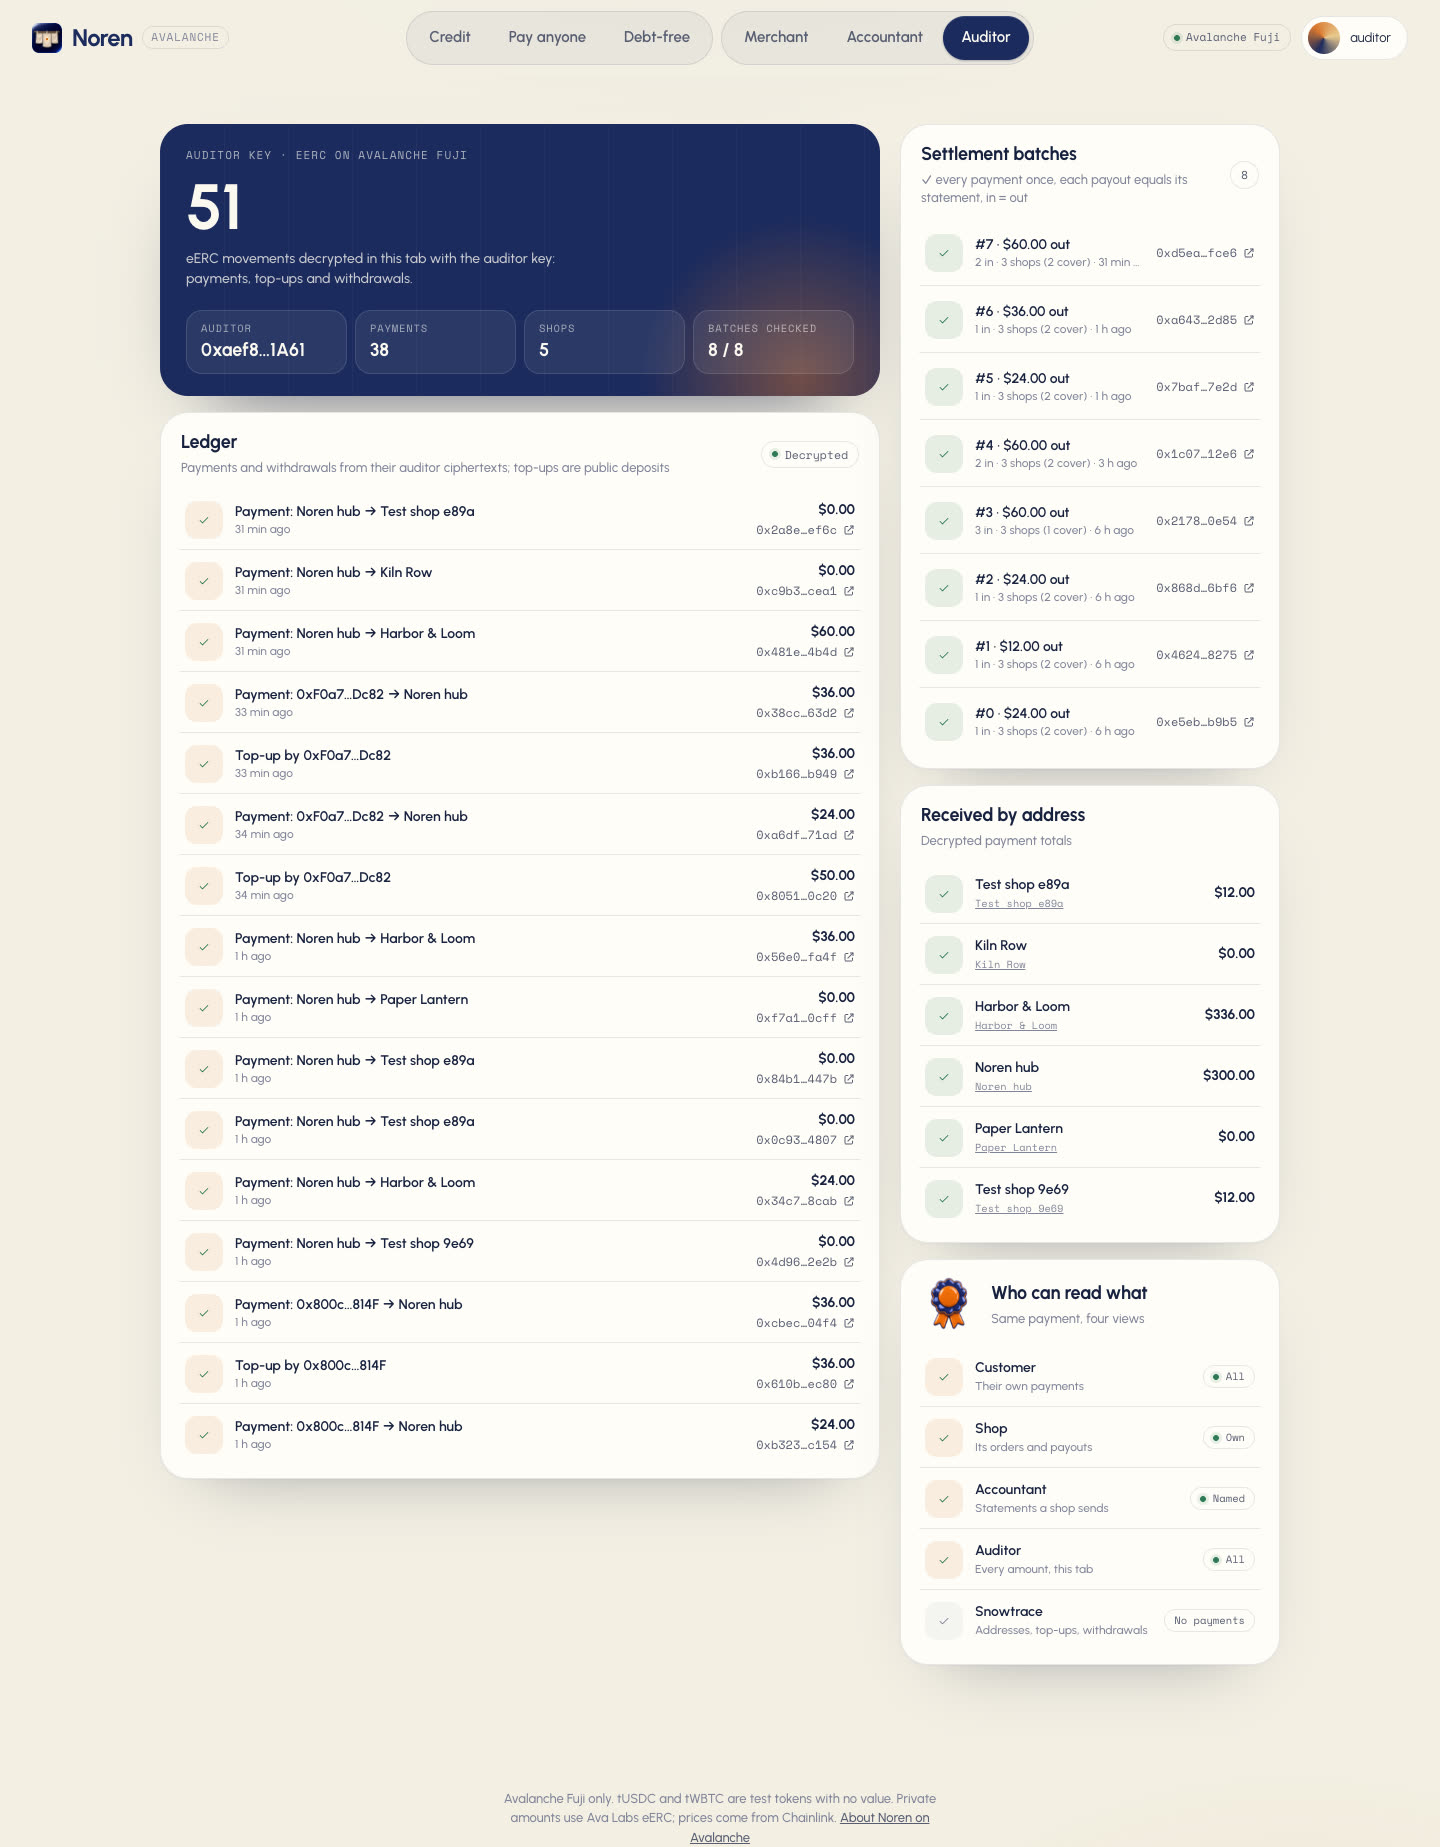 Noren
AVALANCHE
Credit
Pay anyone
Debt-free
Merchant
Accountant
Auditor
Avalanche Fuji
auditor
AUDITOR KEY · EERC ON AVALANCHE FUJI
51
eERC movements decrypted in this tab with the auditor key:
payments, top-ups and withdrawals.
AUDITOR
0xaef8…1A61
PAYMENTS
38
SHOPS
5
BATCHES CHECKED
8 / 8
Ledger
Payments and withdrawals from their auditor ciphertexts; top-ups are public deposits
Decrypted
Payment: Noren hub → Test shop e89a
31 min ago
$0.00
0x2a8e…ef6c
Payment: Noren hub → Kiln Row
31 min ago
$0.00
0xc9b3…cea1
Payment: Noren hub → Harbor & Loom
31 min ago
$60.00
0x481e…4b4d
Payment: 0xF0a7…Dc82 → Noren hub
33 min ago
$36.00
0x38cc…63d2
Top-up by 0xF0a7…Dc82
33 min ago
$36.00
0xb166…b949
Payment: 0xF0a7…Dc82 → Noren hub
34 min ago
$24.00
0xa6df…71ad
Top-up by 0xF0a7…Dc82
34 min ago
$50.00
0x8051…0c20
Payment: Noren hub → Harbor & Loom
1 h ago
$36.00
0x56e0…fa4f
Payment: Noren hub → Paper Lantern
1 h ago
$0.00
0xf7a1…0cff
Payment: Noren hub → Test shop e89a
1 h ago
$0.00
0x84b1…447b
Payment: Noren hub → Test shop e89a
1 h ago
$0.00
0x0c93…4807
Payment: Noren hub → Harbor & Loom
1 h ago
$24.00
0x34c7…8cab
Payment: Noren hub → Test shop 9e69
1 h ago
$0.00
0x4d96…2e2b
Payment: 0x800c…814F → Noren hub
1 h ago
$36.00
0xcbec…04f4
Top-up by 0x800c…814F
1 h ago
$36.00
0x610b…ec80
Payment: 0x800c…814F → Noren hub
1 h ago
$24.00
0xb323…c154
Settlement batches
✓ every payment once, each payout equals its
statement, in = out
8
#7 · $60.00 out
2 in · 3 shops (2 cover) · 31 min …
0xd5ea…fce6
#6 · $36.00 out
1 in · 3 shops (2 cover) · 1 h ago
0xa643…2d85
#5 · $24.00 out
1 in · 3 shops (2 cover) · 1 h ago
0x7baf…7e2d
#4 · $60.00 out
2 in · 3 shops (2 cover) · 3 h ago
0x1c07…12e6
#3 · $60.00 out
3 in · 3 shops (1 cover) · 6 h ago
0x2178…0e54
#2 · $24.00 out
1 in · 3 shops (2 cover) · 6 h ago
0x868d…6bf6
#1 · $12.00 out
1 in · 3 shops (2 cover) · 6 h ago
0x4624…8275
#0 · $24.00 out
1 in · 3 shops (2 cover) · 6 h ago
0xe5eb…b9b5
Received by address
Decrypted payment totals
Test shop e89a
Test shop e89a
$12.00
Kiln Row
Kiln Row
$0.00
Harbor & Loom
Harbor & Loom
$336.00
Noren hub
Noren hub
$300.00
Paper Lantern
Paper Lantern
$0.00
Test shop 9e69
Test shop 9e69
$12.00
Who can read what
Same payment, four views
Customer
Their own payments
All
Shop
Its orders and payouts
Own
Accountant
Statements a shop sends
Named
Auditor
Every amount, this tab
All
Snowtrace
Addresses, top-ups, withdrawals
No payments
Avalanche Fuji only. tUSDC and tWBTC are test tokens with no value. Private
amounts use Ava Labs eERC; prices come from Chainlink. About Noren on
Avalanche